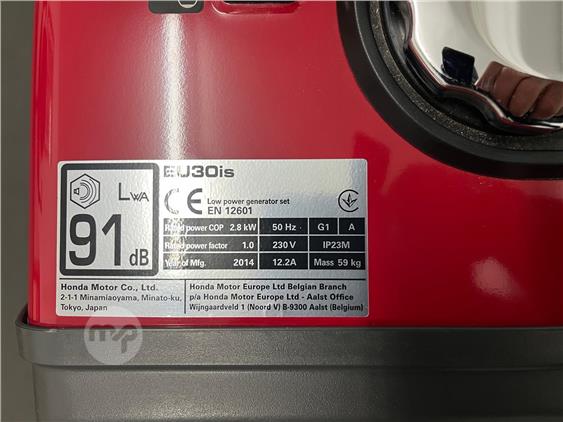 EU30is
LWA
91 dB
CE
Low power generator set
EN 12601
Rated power COP 2.8 kW 50 Hz G1 A
Rated power factor 1.0 230 V IP23M
Year of Mfg. 2014 12.2A Mass 59 kg
Honda Motor Co., Ltd.
2-1-1 Minamiaoyama, Minato-ku,
Tokyo, Japan
Honda Motor Europe Ltd Belgian Branch
p/a Honda Motor Europe Ltd - Aalst Office
Wijngaardveld 1 (Noord V) B-9300 Aalst (Belgium)
mp